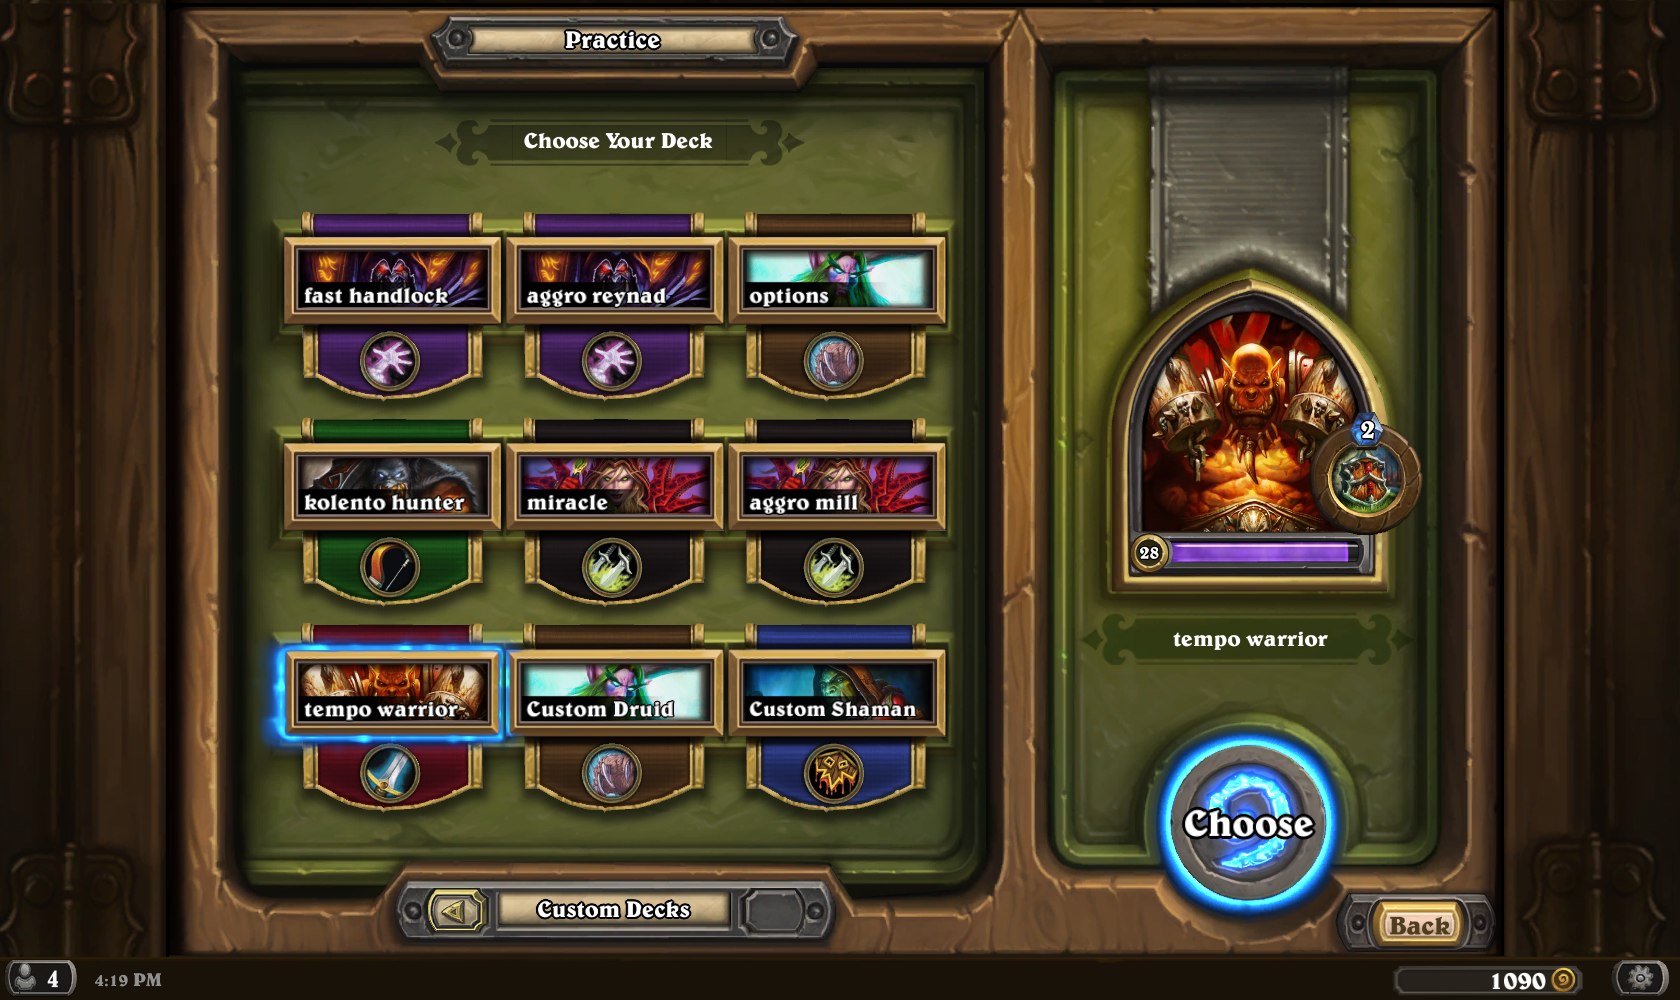 Practice
Choose Your Deck
fast handlock
aggro reynad
options
kolento hunter
miracle
aggro mill
tempo warrior
Custom Druid
Custom Shaman
Custom Decks
2
28
tempo warrior
Choose
Back
4
4:19 PM
1090